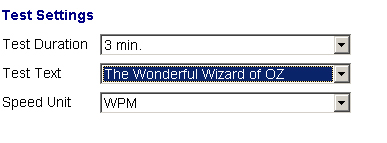 Test Settings
Test Duration 3 min.
Test Text The Wonderful Wizard of OZ
Speed Unit WPM